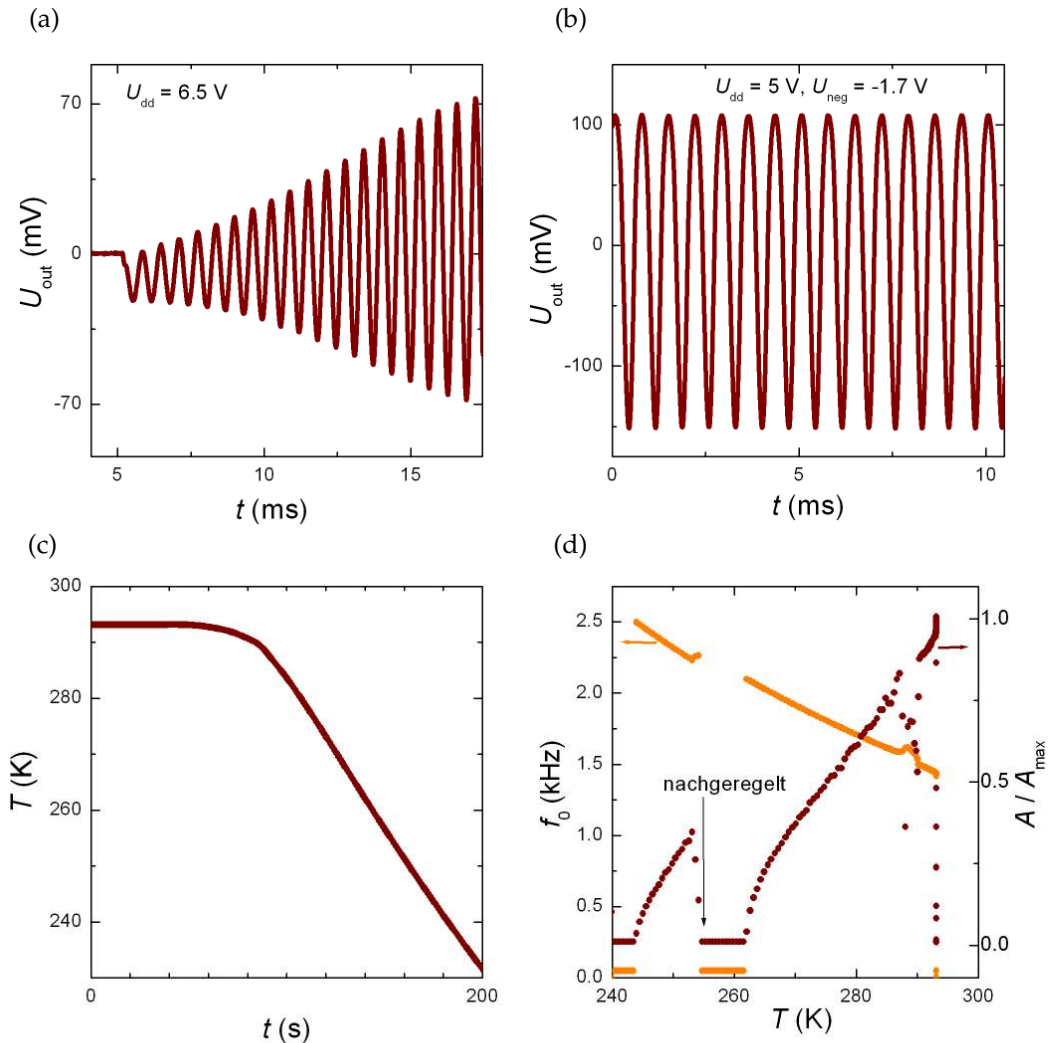 (a)
U_dd = 6.5 V
70
0
-70
U_out (mV)
5
10
15
t (ms)
(b)
U_dd = 5 V, U_neg = -1.7 V
100
0
-100
U_out (mV)
0
5
10
t (ms)
(c)
300
280
260
240
T (K)
0
200
t (s)
(d)
2.5
2.0
1.5
1.0
0.5
0.0
f_0 (kHz)
nachgeregelt
1.0
0.5
0.0
A / A_max
240
260
280
300
T (K)